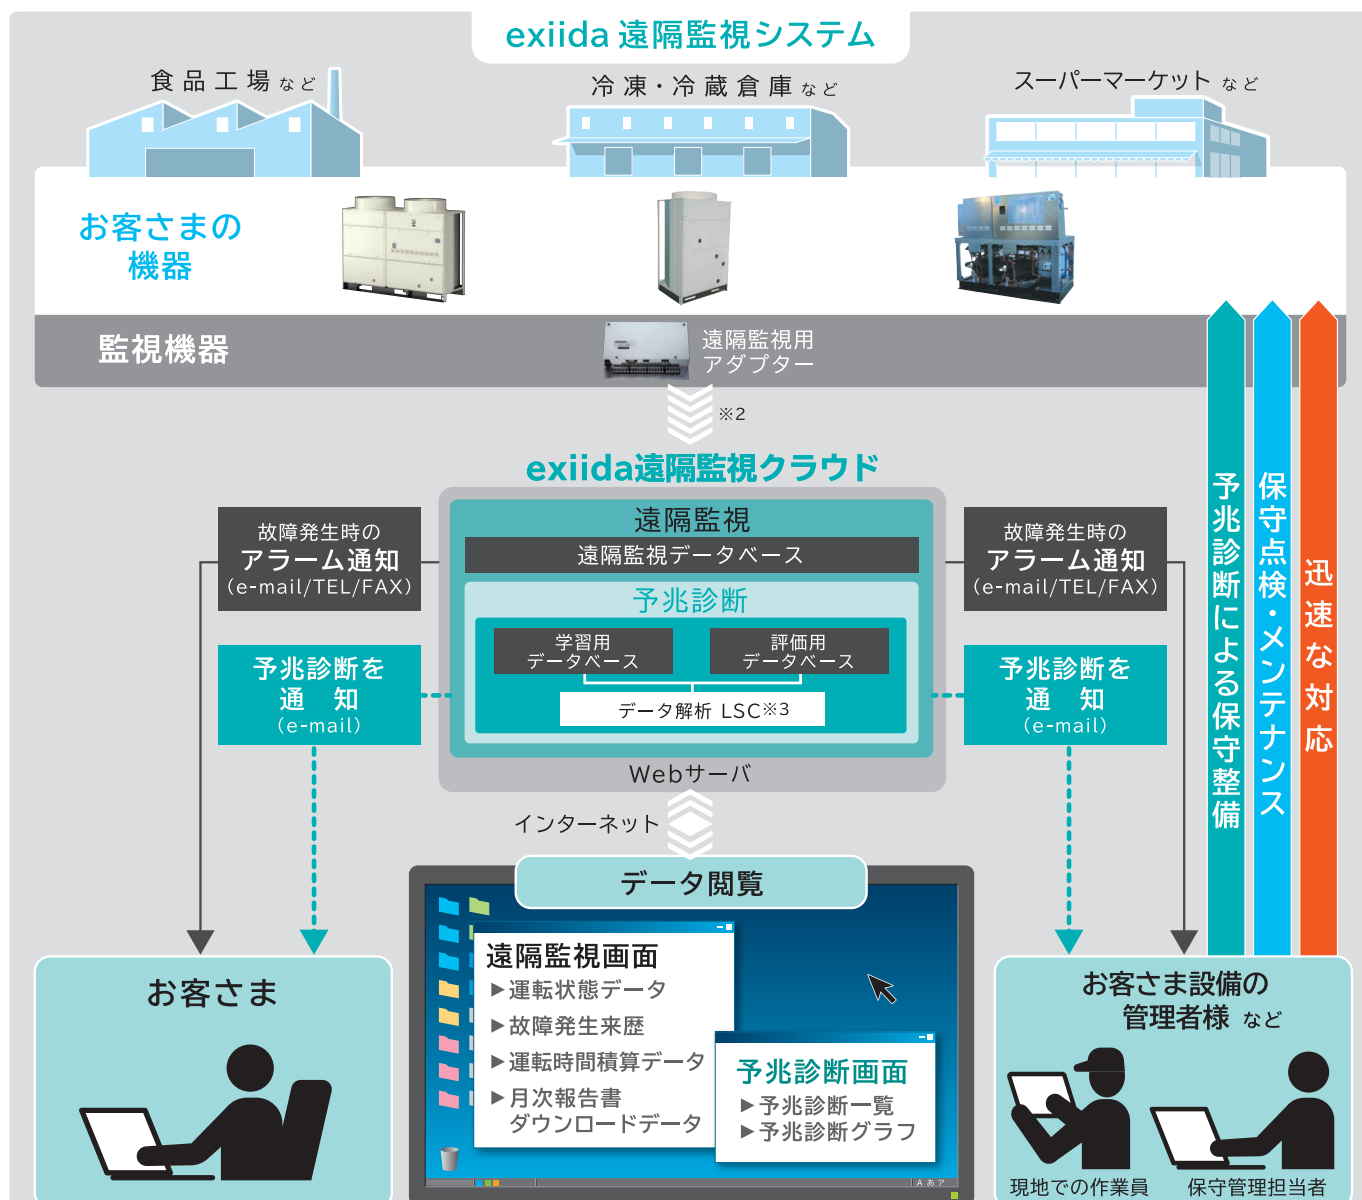 exiida 遠隔監視システム
食品工場 など
冷凍・冷蔵倉庫 など
スーパーマーケット など
お客さまの
機器
監視機器
遠隔監視用
アダプター
※2
exiida遠隔監視クラウド
遠隔監視
遠隔監視データベース
予兆診断
学習用
データベース
評価用
データベース
データ解析 LSC※3
Webサーバ
故障発生時の
アラーム通知
(e-mail/TEL/FAX)
予兆診断を
通　知
(e-mail)
故障発生時の
アラーム通知
(e-mail/TEL/FAX)
予兆診断を
通　知
(e-mail)
予兆診断による保守整備
保守点検・メンテナンス
迅速な対応
インターネット
データ閲覧
遠隔監視画面
▶運転状態データ
▶故障発生来歴
▶運転時間積算データ
▶月次報告書
ダウンロードデータ
予兆診断画面
▶予兆診断一覧
▶予兆診断グラフ
A あ ア
お客さま
お客さま設備の
管理者様 など
現地での作業員
保守管理担当者